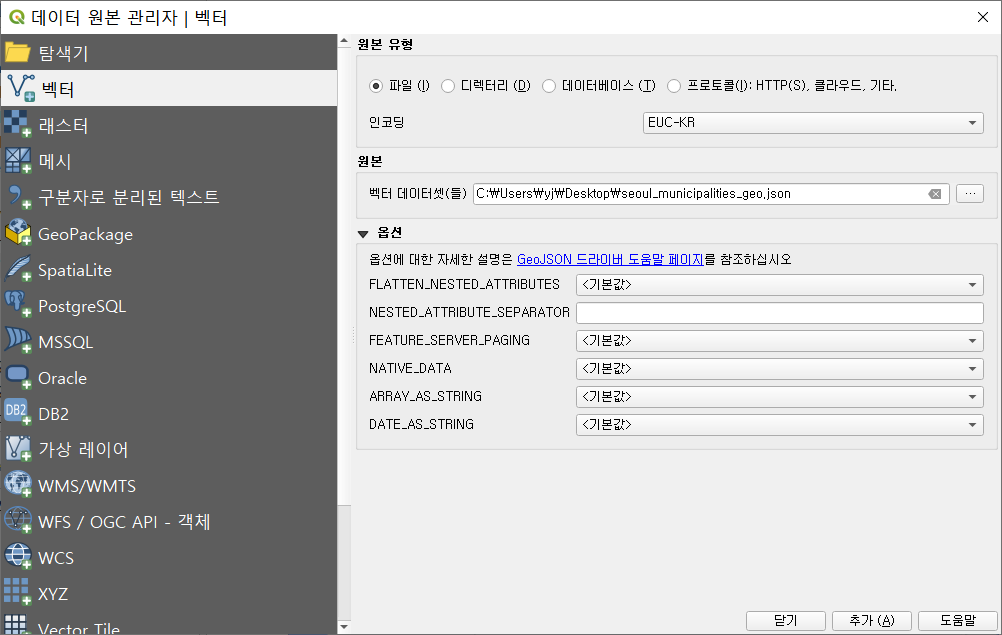 데이터 원본 관리자 | 벡터
탐색기
벡터
래스터
메시
구분자로 분리된 텍스트
GeoPackage
SpatiaLite
PostgreSQL
MSSQL
Oracle
DB2
DB2
가상 레이어
WMS/WMTS
WFS / OGC API - 객체
WCS
XYZ
Vector Tile
원본 유형
파일 (I) 디렉터리 (D) 데이터베이스 (T) 프로토콜(I): HTTP(S), 클라우드, 기타.
인코딩 EUC-KR
원본
벡터 데이터셋(들) C:₩Users₩yj₩Desktop₩seoul_municipalities_geo.json ...
옵션
옵션에 대한 자세한 설명은 GeoJSON 드라이버 도움말 페이지를 참조하십시오
FLATTEN_NESTED_ATTRIBUTES <기본값>
NESTED_ATTRIBUTE_SEPARATOR
FEATURE_SERVER_PAGING <기본값>
NATIVE_DATA <기본값>
ARRAY_AS_STRING <기본값>
DATE_AS_STRING <기본값>
닫기 추가 (A) 도움말